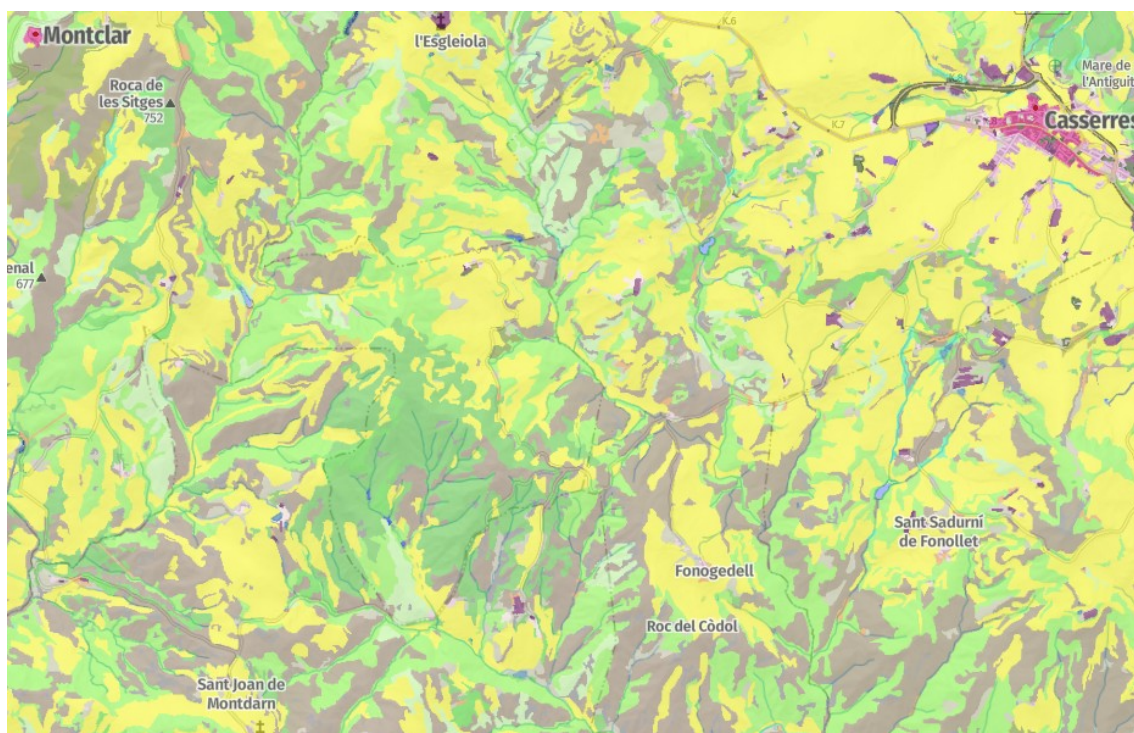 Montclar
l'Esgleiola
K.6
Mare de
l'Antiguit
Roca de
les Sitges
752
K.7
Casserres
enal
677
Sant Sadurní
de Fonollet
Fonogedell
Roc del Còdol
Sant Joan de
Montdarn